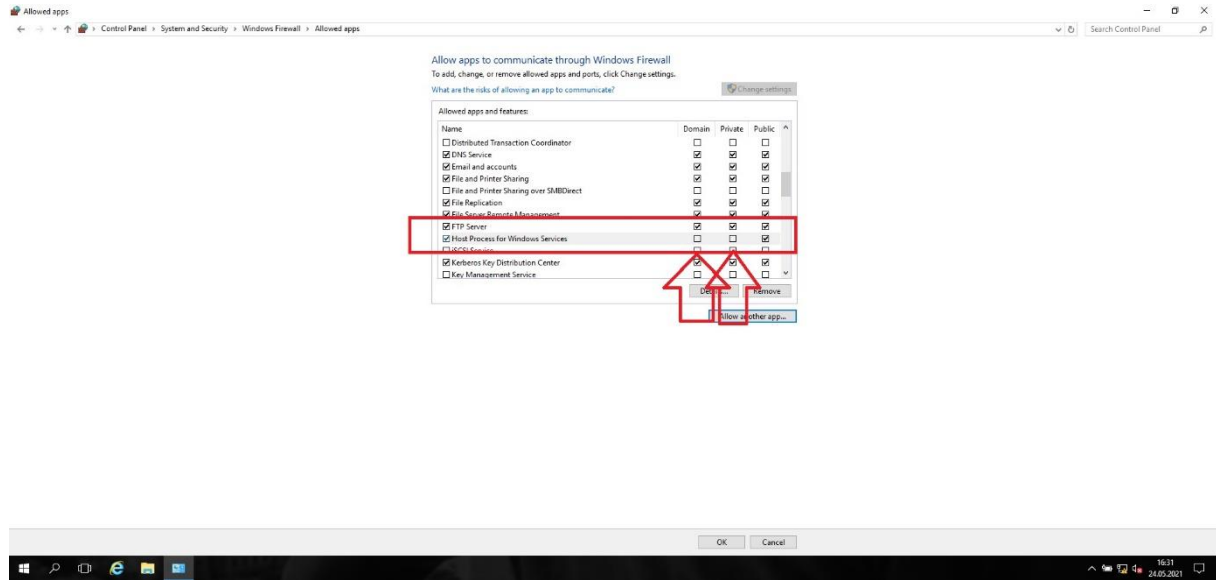 Allowed apps
Control Panel > System and Security > Windows Firewall > Allowed apps
Search Control Panel
Allow apps to communicate through Windows Firewall
To add, change, or remove allowed apps and ports, click Change settings.
What are the risks of allowing an app to communicate?
Change settings
Allowed apps and features:
Name Domain Private Public
Distributed Transaction Coordinator
DNS Service
Email and accounts
File and Printer Sharing
File and Printer Sharing over SMBDirect
File Replication
File Server Remote Management
FTP Server
Host Process for Windows Services
iSCSI Service
Kerberos Key Distribution Center
Key Management Service
Remove
Allow another app...
OK Cancel
16:31
24.05.2021